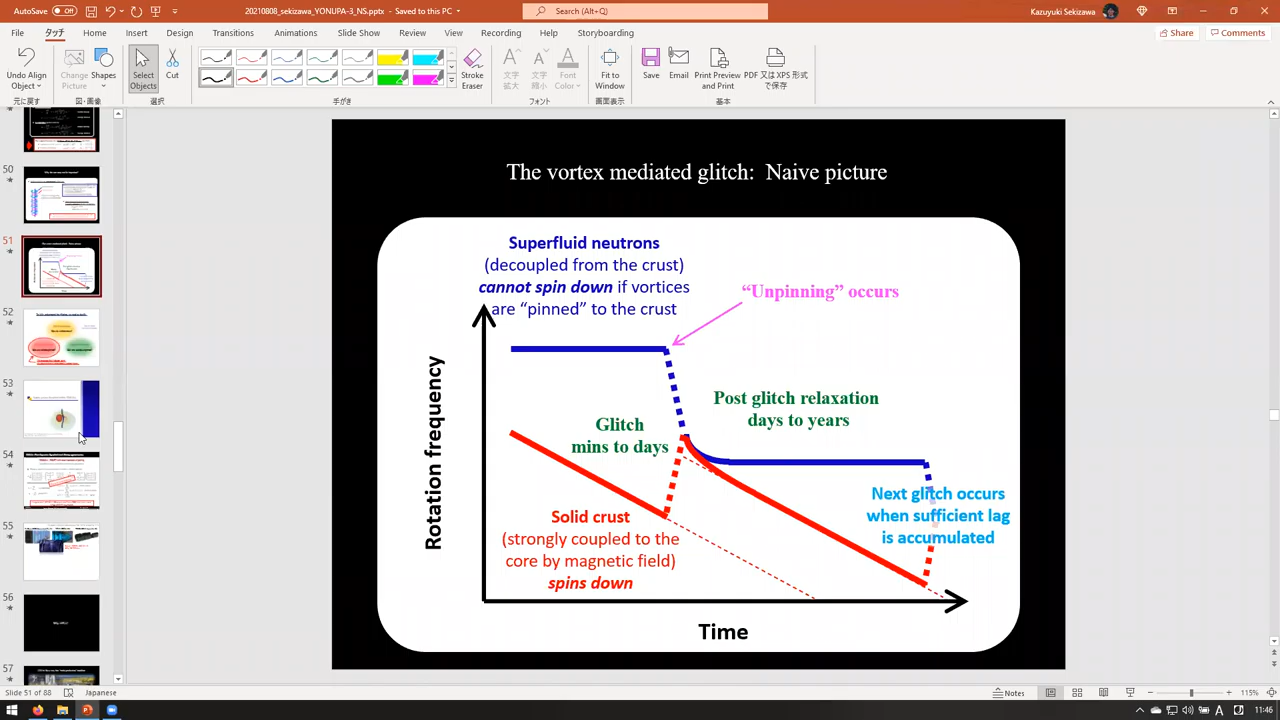 AutoSave
Off
20210808_sekizawa_YONUPA-3_NS.pptx
• Saved to this PC
Search (Alt+Q)
Kazuyuki Sekizawa
File
タッチ
Home
Insert
Design
Transitions
Animations
Slide Show
Review
View
Recording
Help
Storyboarding
Share
Comments
Undo Align Object
Change Picture
Shapes
Select Objects
Cut
Stroke Eraser
文字拡大
文字縮小
Font Color
Fit to Window
Save
Email
Print Preview and Print
PDF 又は XPS 形式で保存
元に戻す
図・画像
選択
手がき
フォント
画面表示
基本
50
51
52
53
54
55
56
57
The vortex mediated glitch: Naive picture
Superfluid neutrons
(decoupled from the crust)
cannot spin down if vortices
are “pinned” to the crust
“Unpinning” occurs
Rotation frequency
Post glitch relaxation
days to years
Glitch
mins to days
Next glitch occurs
when sufficient lag
is accumulated
Solid crust
(strongly coupled to the
core by magnetic field)
spins down
Time
Slide 51 of 88
Japanese
Notes
115%
A
11:46